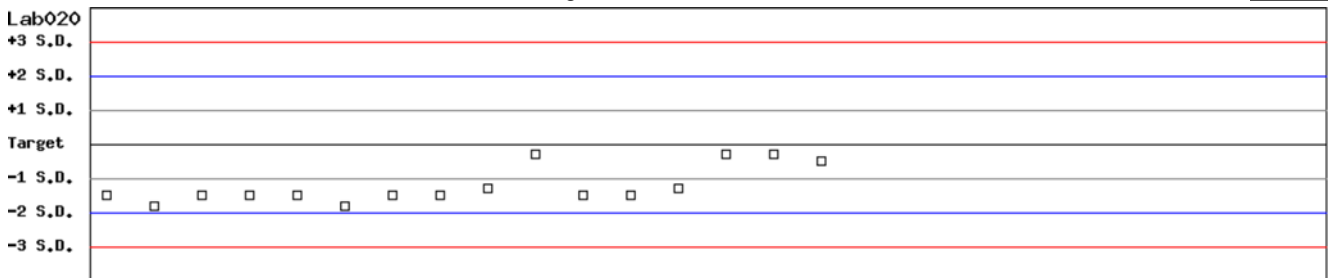 Lab020
+3 S.D.
+2 S.D.
+1 S.D.
Target
-1 S.D.
-2 S.D.
-3 S.D.